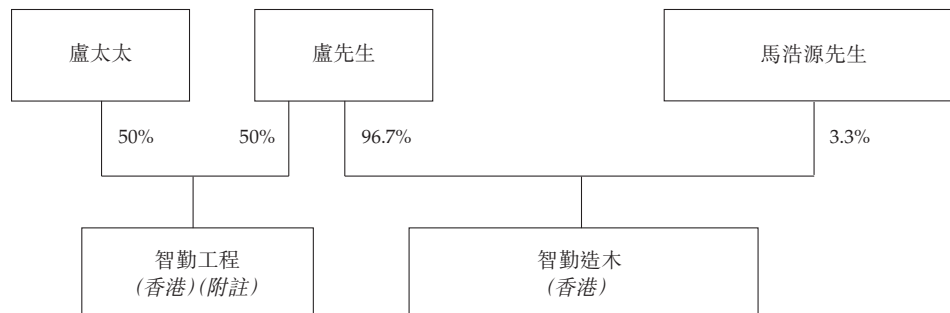 盧太太
盧先生
馬浩源先生
50%
50%
96.7%
3.3%
智勤工程
(香港)(附註)
智勤造木
(香港)